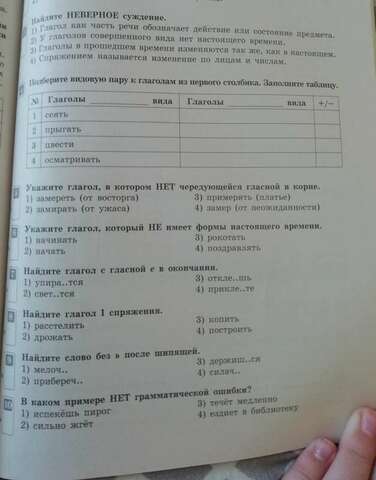 Найдите НЕВЕРНОЕ суждение.
1) Глагол как часть речи обозначает действие или состояние предмета.
2) У глаголов совершенного вида нет настоящего времени.
3) Глаголы в прошедшем времени изменяются так же, как в настоящем.
4) Спряжением называется изменение по лицам и числам.
видовую пару к глаголам из первого столбика. Заполните таблицу.
№ Глаголы вида Глаголы вида +/−
1 сеять
2 прыгать
3 цвести
4 осматривать
Укажите глагол, в котором НЕТ чередующейся гласной в корне.
1) замереть (от восторга) 3) примерять (платье)
2) замирать (от ужаса) 4) замер (от неожиданности)
Укажите глагол, который НЕ имеет формы настоящего времени.
1) начинать 3) рокотать
2) начать 4) поздравлять
Найдите глагол с гласной е в окончании.
1) упира..тся 3) откле..шь
2) свет..тся 4) прикле..те
Найдите глагол 1 спряжения.
1) расстелить 3) копить
2) дрожать 4) построить
Найдите слово без ь после шипящей.
1) мелоч.. 3) держиш..ся
2) прибереч.. 4) силач..
В каком примере НЕТ грамматической ошибки?
1) испекёшь пирог 3) течёт медленно
2) сильно жгёт 4) ездиет в библиотеку